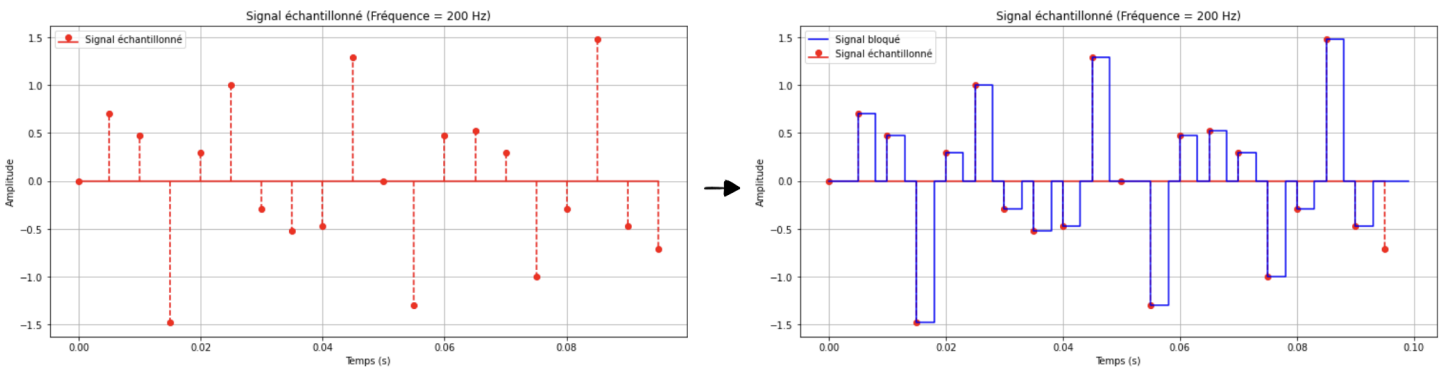 Signal échantillonné (Fréquence = 200 Hz)
Signal échantillonné
Amplitude
1.5
1.0
0.5
0.0
−0.5
−1.0
−1.5
0.00 0.02 0.04 0.06 0.08
Temps (s)
Signal échantillonné (Fréquence = 200 Hz)
Signal bloqué
Signal échantillonné
Amplitude
1.5
1.0
0.5
0.0
−0.5
−1.0
−1.5
0.00 0.02 0.04 0.06 0.08 0.10
Temps (s)